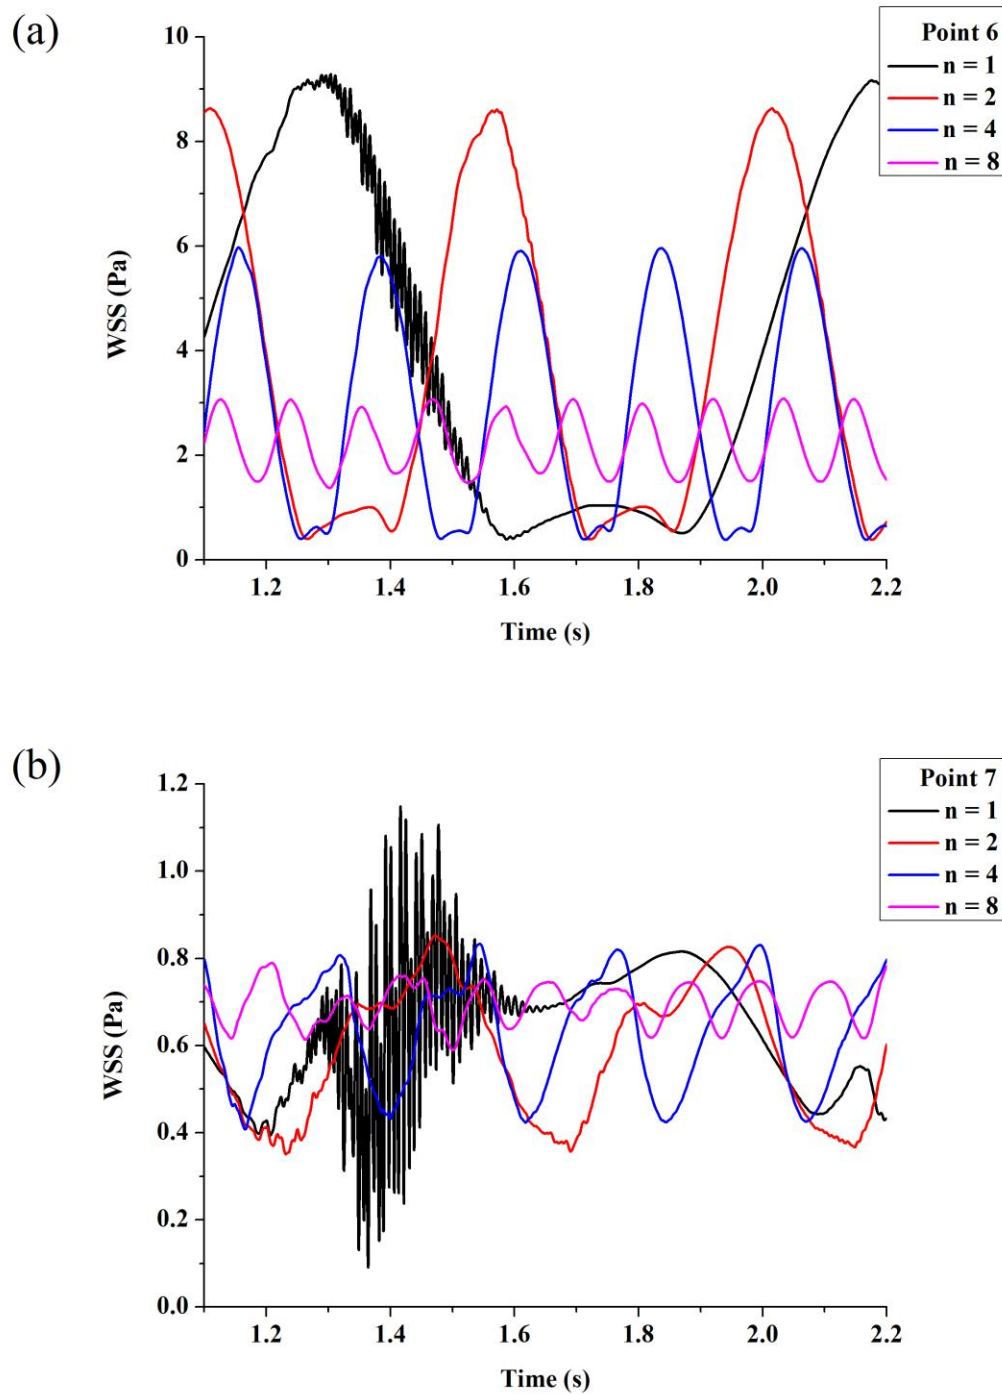 (a)
Point 6
n = 1
n = 2
n = 4
n = 8
10
8
6
4
2
0
WSS (Pa)
1.2 1.4 1.6 1.8 2.0 2.2
Time (s)
(b)
Point 7
n = 1
n = 2
n = 4
n = 8
1.2
1.0
0.8
0.6
0.4
0.2
0.0
WSS (Pa)
1.2 1.4 1.6 1.8 2.0 2.2
Time (s)